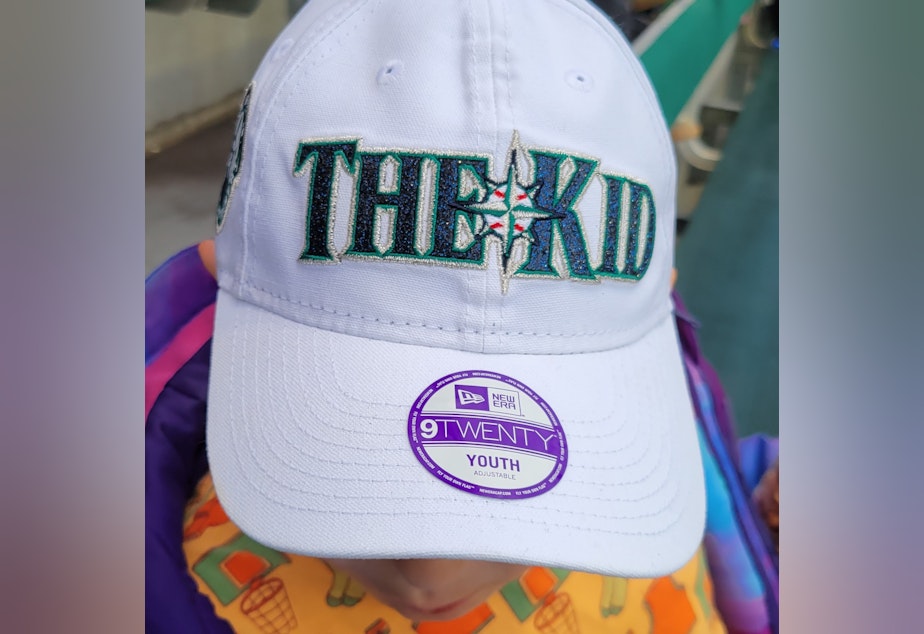 THE KID
NEW
ERA
9TWENTY
YOUTH
ADJUSTABLE